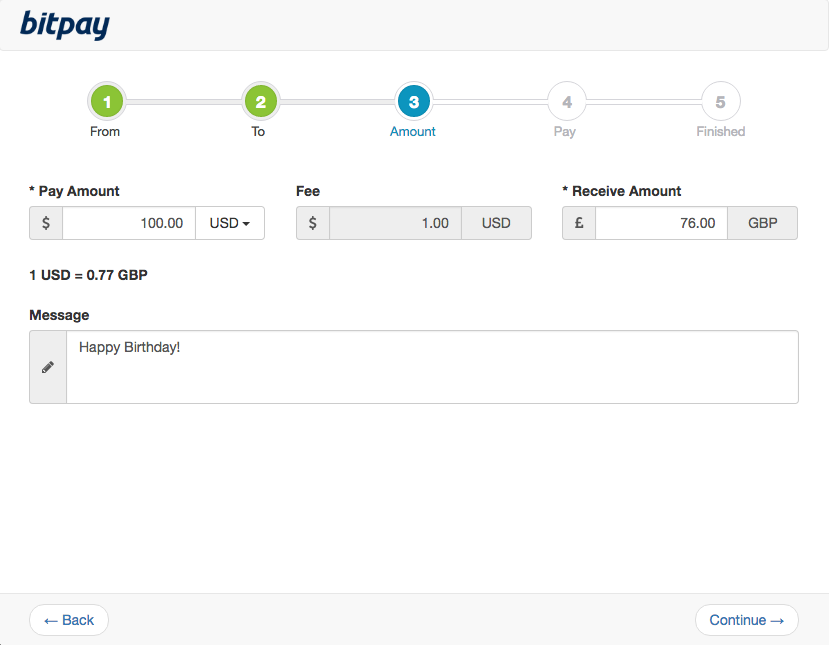 bitpay
1 2 3 4 5
From To Amount Pay Finished
* Pay Amount Fee * Receive Amount
$ 100.00 USD $ 1.00 USD £ 76.00 GBP
1 USD = 0.77 GBP
Message
Happy Birthday!
← Back Continue →